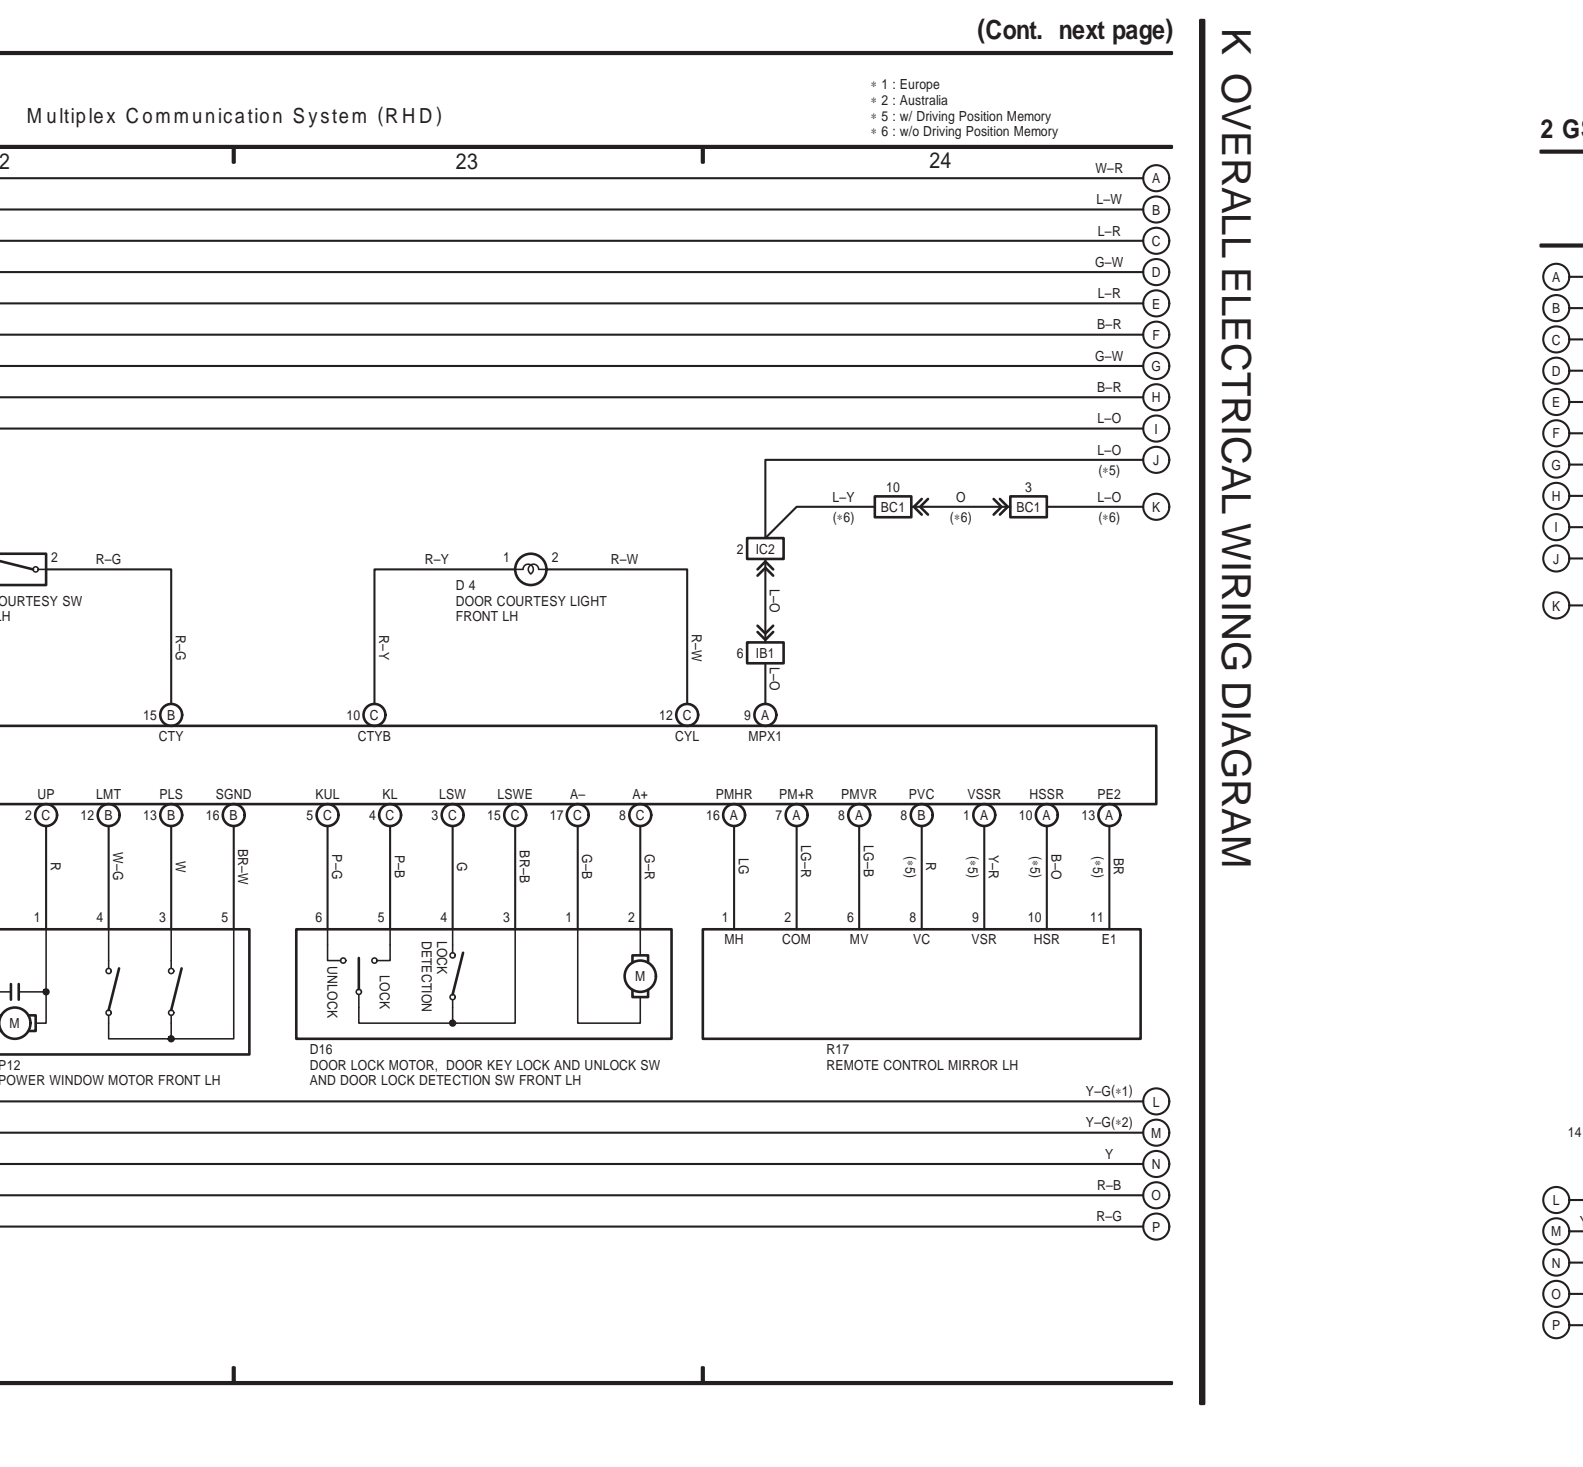 (Cont. next page)
K OVERALL ELECTRICAL WIRING DIAGRAM
Multiplex Communication System (RHD)
∗ 1 : Europe
∗ 2 : Australia
∗ 5 : w/ Driving Position Memory
∗ 6 : w/o Driving Position Memory
2 23 24
W–R A
L–W B
L–R C
G–W D
L–R E
B–R F
G–W G
B–R H
L–O I
L–O (∗5) J
10 3
L–Y (∗6) BC1 O (∗6) BC1 L–O (∗6) K
2 IC2
L–O
6 IB1
L–O
2 R–G
R–G
R–Y 1 2 R–W
D 4
DOOR COURTESY LIGHT
FRONT LH
R–Y R–W
OURTESY SW
LH
15 B 10 C 12 C 9 A
CTY CTYB CYL MPX1
UP LMT PLS SGND KUL KL LSW LSWE A– A+ PMHR PM+R PMVR PVC VSSR HSSR PE2
2 C 12 B 13 B 16 B 5 C 4 C 3 C 15 C 17 C 8 C 16 A 7 A 8 A 8 B 1 A 10 A 13 A
R W–G W BR–W P–G P–B G BR–B G–B G–R LG LG–R LG–B R (∗5) Y–R (∗5) B–O (∗5) BR (∗5)
1 4 3 5 6 5 4 3 1 2 1 2 6 8 9 10 11
MH COM MV VC VSR HSR E1
UNLOCK LOCK LOCK DETECTION M
M
P12
POWER WINDOW MOTOR FRONT LH
D16
DOOR LOCK MOTOR, DOOR KEY LOCK AND UNLOCK SW
AND DOOR LOCK DETECTION SW FRONT LH
R17
REMOTE CONTROL MIRROR LH
Y–G(∗1) L
Y–G(∗2) M
Y N
R–B O
R–G P
2 GS
A
B
C
D
E
F
G
H
I
J
K
14
L
M
N
O
P